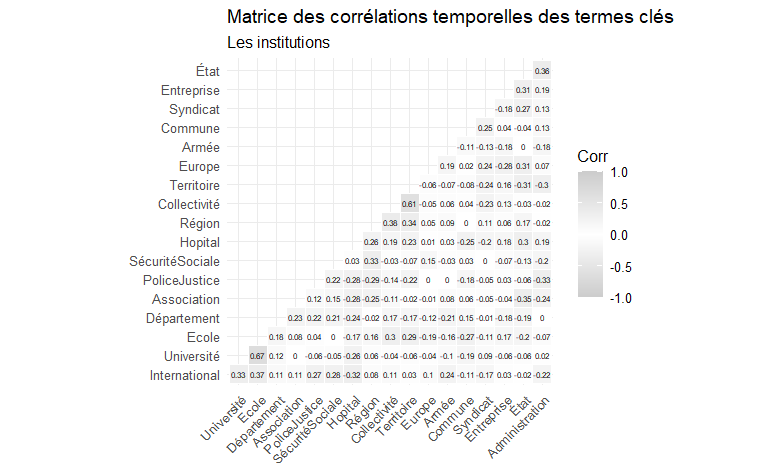 Matrice des corrélations temporelles des termes clés
Les institutions
État 0.36
Entreprise 0.31 0.19
Syndicat -0.18 0.27 0.13
Commune 0.25 0.04 -0.04 0.13
Armée -0.11 -0.13 -0.18 0 -0.18
Europe 0.19 0.02 0.24 -0.28 0.31 0.07
Territoire -0.06 -0.07 -0.08 -0.24 0.16 -0.31 -0.3
Collectivité 0.61 -0.05 0.06 0.04 -0.23 0.13 -0.03 -0.02
Région 0.38 0.34 0.05 0.09 0 0.11 0.06 0.17 -0.02
Hopital 0.26 0.19 0.23 0.01 0.03 -0.25 -0.2 0.18 0.3 0.19
SécuritéSociale 0.03 0.33 -0.03 -0.07 0.15 -0.03 -0.03 0 -0.07 -0.13 -0.2
PoliceJustice 0.22 -0.28 -0.29 -0.14 -0.22 0 0 -0.18 -0.05 0.03 -0.06 -0.33
Association 0.12 0.15 -0.28 -0.25 -0.11 -0.02 -0.01 0.08 0.06 -0.05 -0.04 -0.35 -0.24
Département 0.23 0.22 0.21 -0.24 -0.02 0.17 -0.17 -0.12 -0.21 0.15 -0.01 -0.18 -0.19 0
Ecole 0.18 0.08 0.04 0 -0.17 0.16 0.3 0.29 -0.19 -0.16 -0.27 -0.11 0.17 -0.2 -0.07
Université 0.67 0.12 0 -0.06 -0.05 -0.26 0.06 -0.04 -0.06 -0.04 -0.1 -0.19 0.09 -0.06 -0.06 0.02
International 0.33 0.37 0.11 0.11 0.27 0.28 -0.32 0.08 0.11 0.03 0.1 0.24 -0.11 -0.17 0.03 -0.02 -0.22
Université
Ecole
Département
Association
PoliceJustice
SécuritéSociale
Hopital
Région
Collectivité
Territoire
Europe
Armée
Commune
Syndicat
Entreprise
État
Administration
Corr
1.0
0.5
0.0
-0.5
-1.0